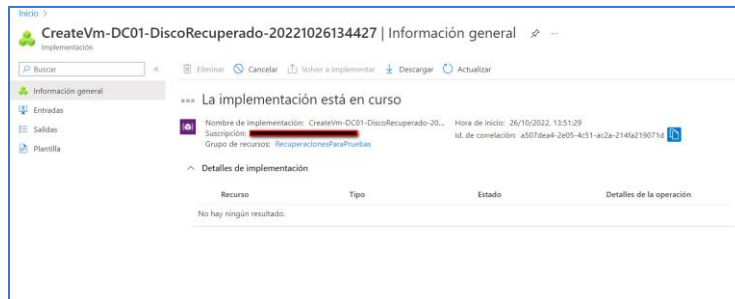 Inicio >
CreateVm-DC01-DiscoRecuperado-20221026134427 | Información general
Implementación
Buscar
Eliminar Cancelar Volver a implementar Descargar Actualizar
Información general
Entradas
Salidas
Plantilla
La implementación está en curso
Nombre de implementación: CreateVm-DC01-DiscoRecuperado-20... Hora de inicio: 26/10/2022, 13:51:29
Suscripción: Id. de correlación: a507dea4-2e05-4c51-ac2a-214fa219071d
Grupo de recursos: RecuperacionesParaPruebas
Detalles de implementación
Recurso Tipo Estado Detalles de la operación
No hay ningún resultado.